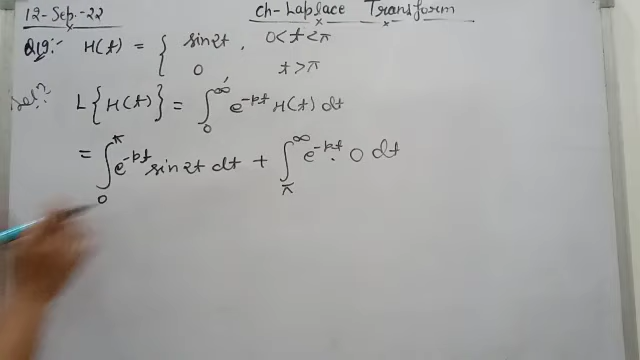 12-Sep.-22 Ch-Laplace Transform
Q19:- H(t) = { sin2t, 0<t<π
0, t>π
Sol:- L{H(t)} = ∫₀^∞ e^-pt H(t) dt
= ∫₀^π e^-pt sin2t dt + ∫_π^∞ e^-pt. 0 dt